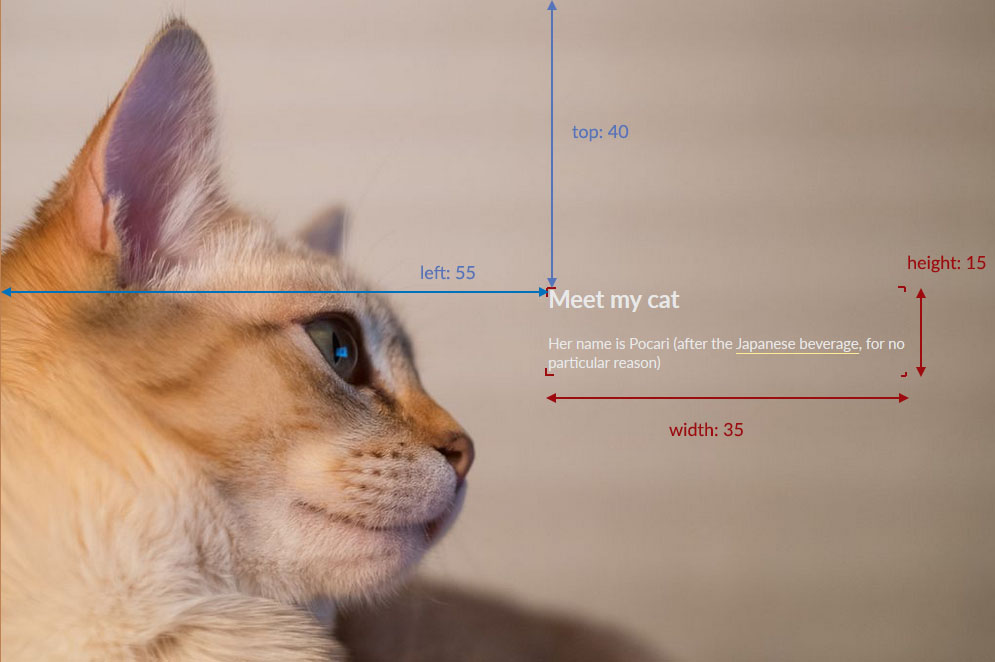 top: 40
left: 55
height: 15
Meet my cat
Her name is Pocari (after the Japanese beverage, for no
particular reason)
width: 35